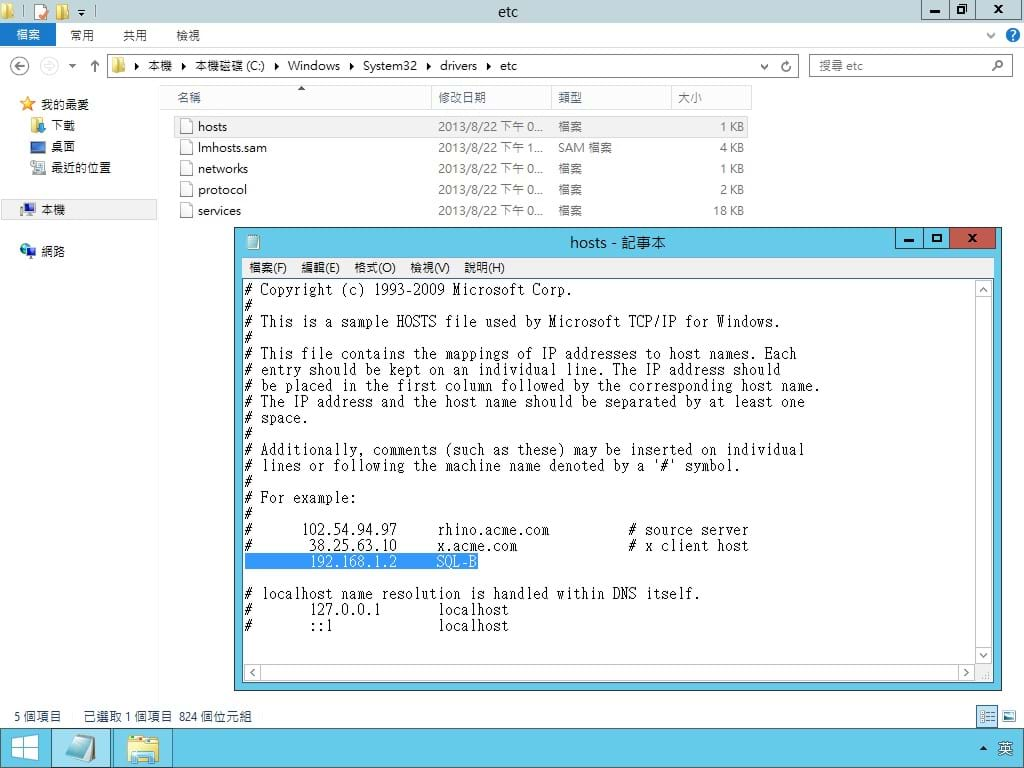 etc
檔案 常用 共用 檢視
本機 本機磁碟 (C:) Windows System32 drivers etc
搜尋 etc
我的最愛
下載
桌面
最近的位置
本機
網路
名稱 修改日期 類型 大小
hosts 2013/8/22 下午 0... 檔案 1 KB
lmhosts.sam 2013/8/22 下午 1... SAM 檔案 4 KB
networks 2013/8/22 下午 0... 檔案 1 KB
protocol 2013/8/22 下午 0... 檔案 2 KB
services 2013/8/22 下午 0... 檔案 18 KB
hosts - 記事本
檔案(F) 編輯(E) 格式(O) 檢視(V) 說明(H)
# Copyright (c) 1993-2009 Microsoft Corp.
#
# This is a sample HOSTS file used by Microsoft TCP/IP for Windows.
#
# This file contains the mappings of IP addresses to host names. Each
# entry should be kept on an individual line. The IP address should
# be placed in the first column followed by the corresponding host name.
# The IP address and the host name should be separated by at least one
# space.
#
# Additionally, comments (such as these) may be inserted on individual
# lines or following the machine name denoted by a '#' symbol.
#
# For example:
#
# 102.54.94.97 rhino.acme.com # source server
# 38.25.63.10 x.acme.com # x client host
192.168.1.2 SQL-B
# localhost name resolution is handled within DNS itself.
# 127.0.0.1 localhost
# ::1 localhost
5 個項目 已選取 1 個項目 824 個位元組
英